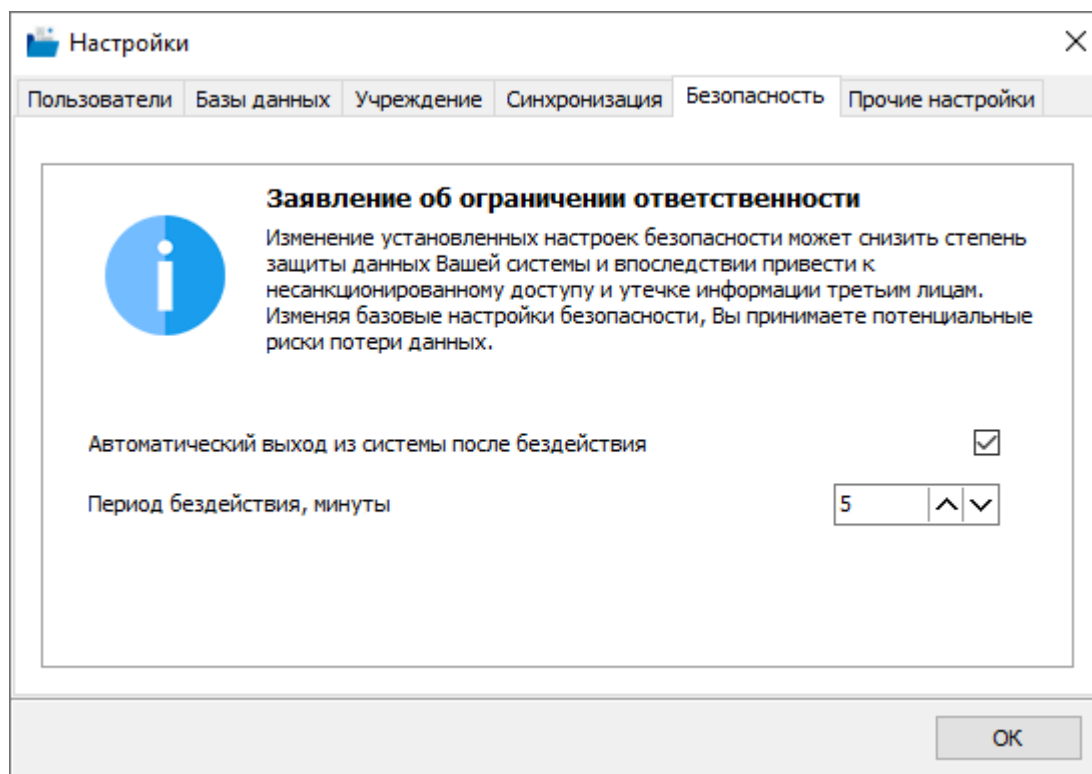 Настройки
Пользователи Базы данных Учреждение Синхронизация Безопасность Прочие настройки
Заявление об ограничении ответственности
Изменение установленных настроек безопасности может снизить степень
защиты данных Вашей системы и впоследствии привести к
несанкционированному доступу и утечке информации третьим лицам.
Изменяя базовые настройки безопасности, Вы принимаете потенциальные
риски потери данных.
Автоматический выход из системы после бездействия
Период бездействия, минуты 5
ОК